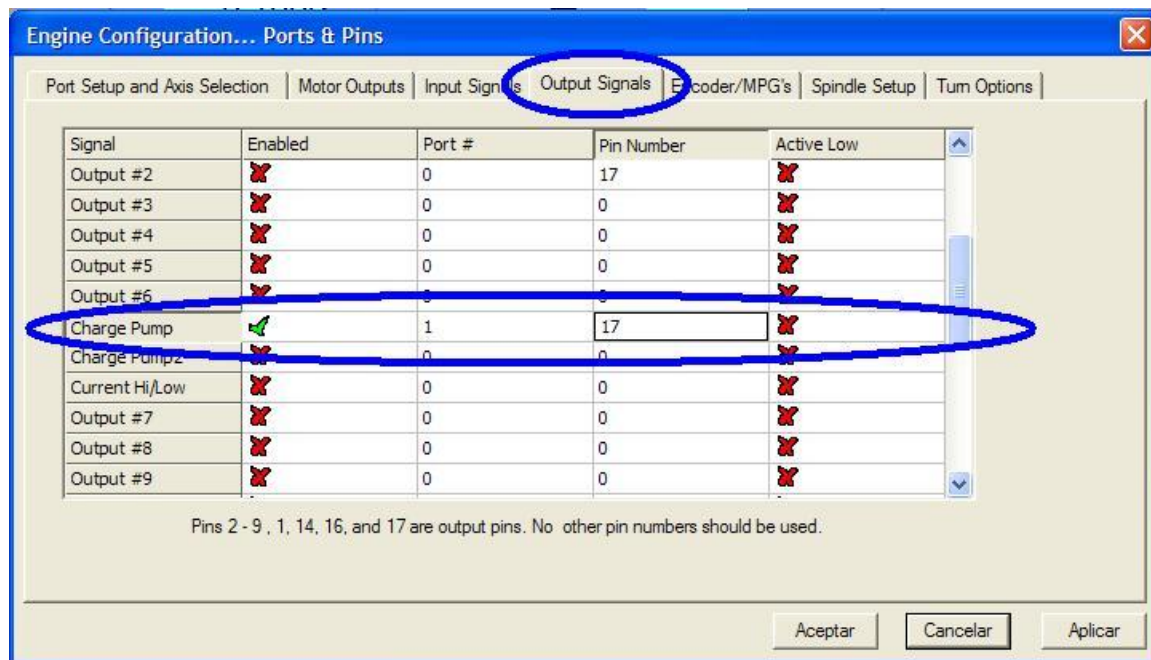 Engine Configuration... Ports & Pins
Port Setup and Axis Selection Motor Outputs Input Signals Output Signals Encoder/MPG's Spindle Setup Turn Options
Signal Enabled Port # Pin Number Active Low
Output #2 0 17
Output #3 0 0
Output #4 0 0
Output #5 0 0
Output #6 0 0
Charge Pump 1 17
Charge Pump2 0 0
Current Hi/Low 0 0
Output #7 0 0
Output #8 0 0
Output #9 0 0
Pins 2 - 9 , 1, 14, 16, and 17 are output pins. No other pin numbers should be used.
Aceptar Cancelar Aplicar